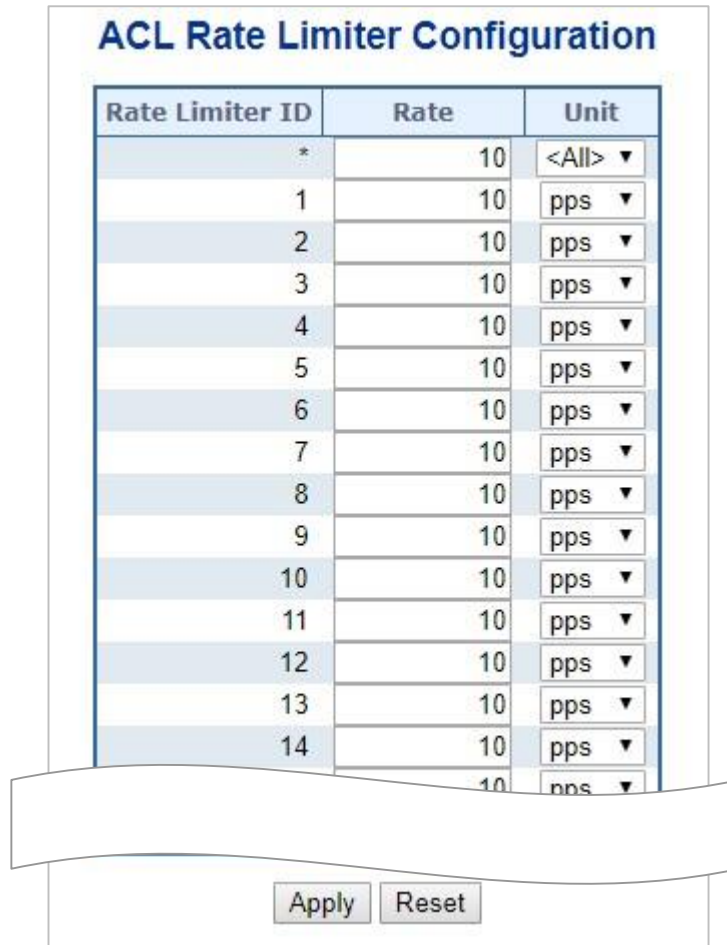 ACL Rate Limiter Configuration
Rate Limiter ID Rate Unit
* 10 <All>
1 10 pps
2 10 pps
3 10 pps
4 10 pps
5 10 pps
6 10 pps
7 10 pps
8 10 pps
9 10 pps
10 10 pps
11 10 pps
12 10 pps
13 10 pps
14 10 pps
10 pps
Apply Reset